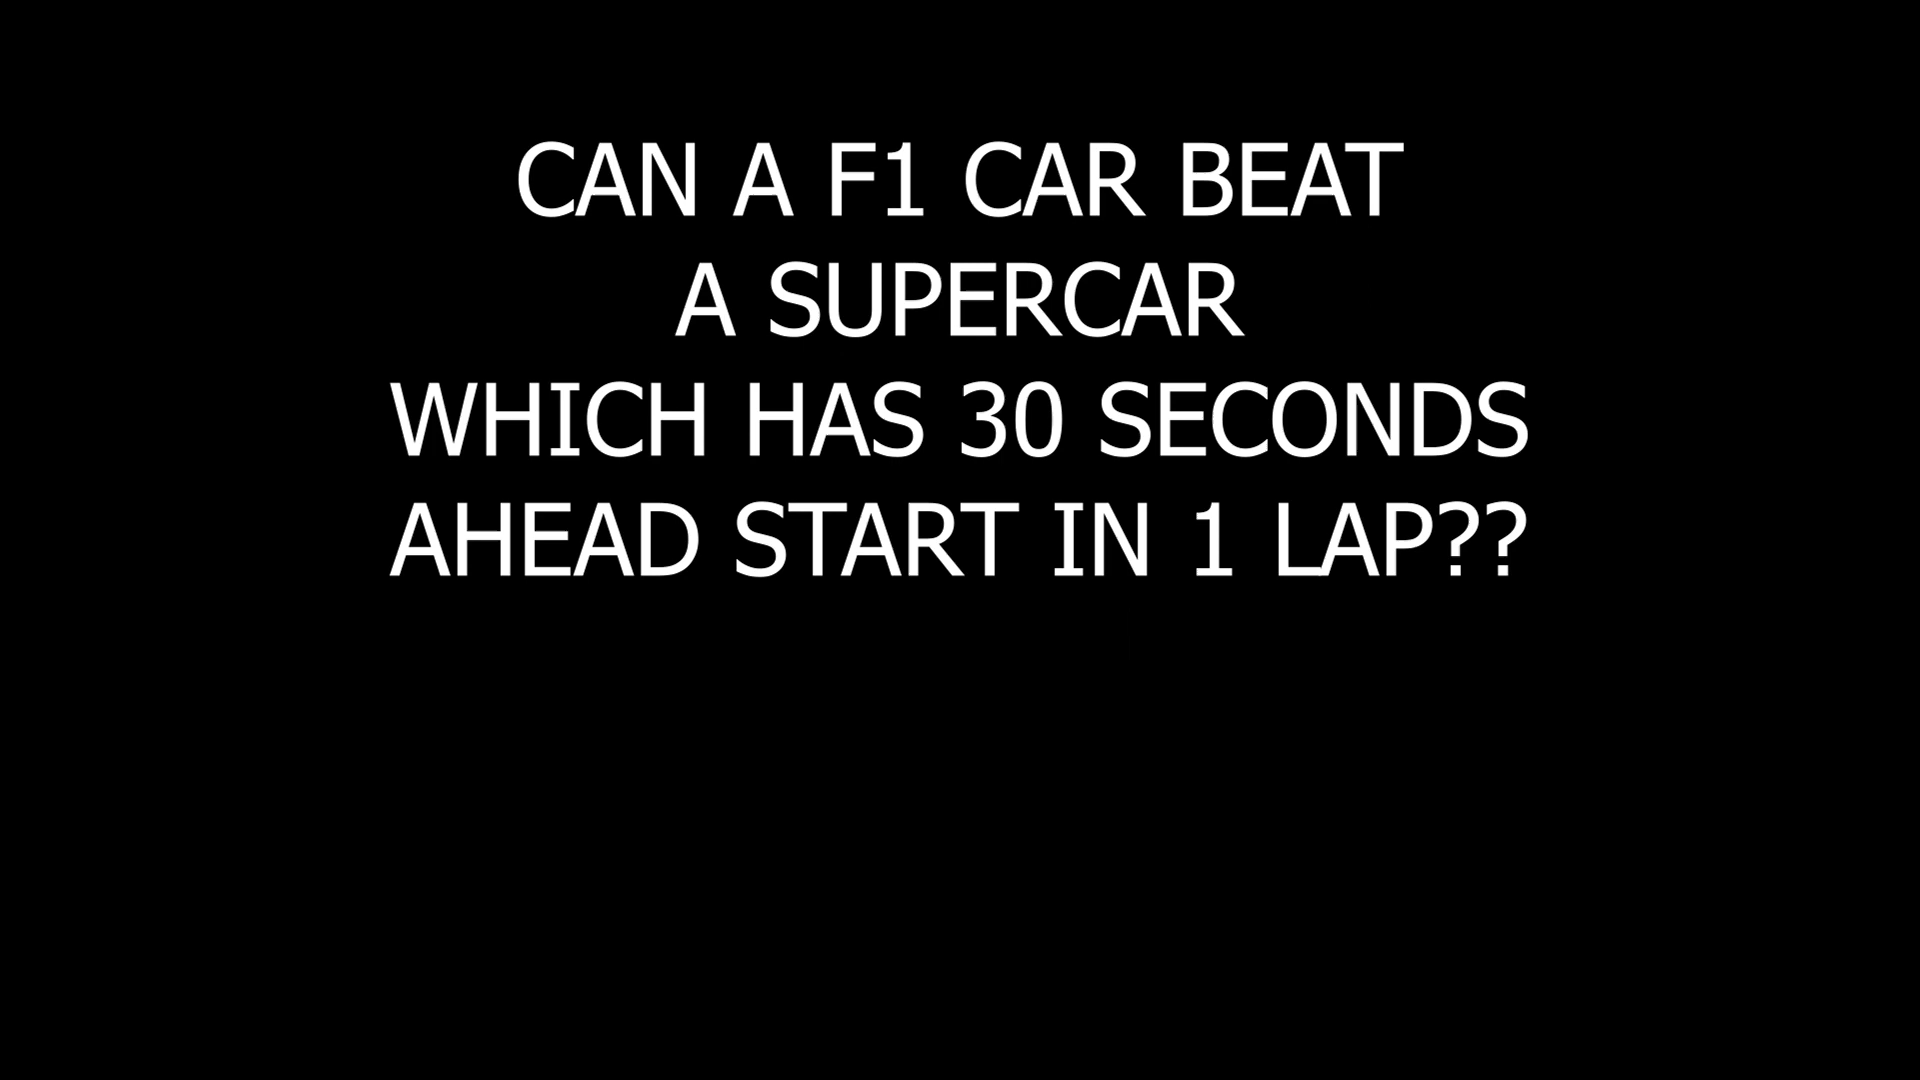 CAN A F1 CAR BEAT
A SUPERCAR
WHICH HAS 30 SECONDS
AHEAD START IN 1 LAP??